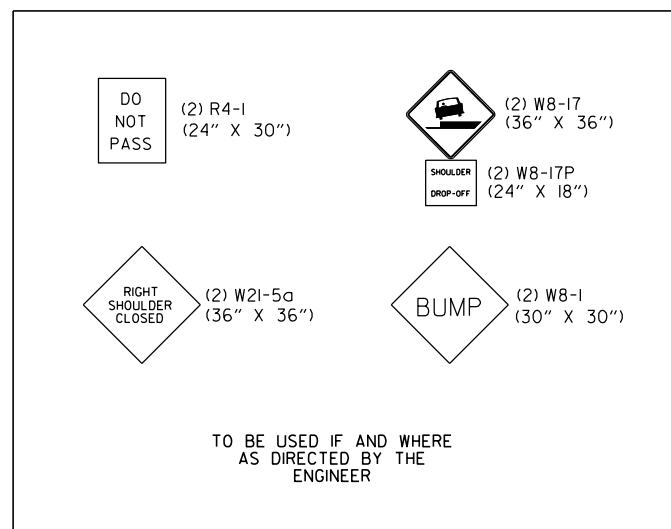 DO
NOT
PASS
(2) R4-1
(24" X 30")
(2) W8-17
(36" X 36")
SHOULDER
DROP-OFF
(2) W8-17P
(24" X 18")
RIGHT
SHOULDER
CLOSED
(2) W21-5a
(36" X 36")
BUMP
(2) W8-1
(30" X 30")
TO BE USED IF AND WHERE
AS DIRECTED BY THE
ENGINEER